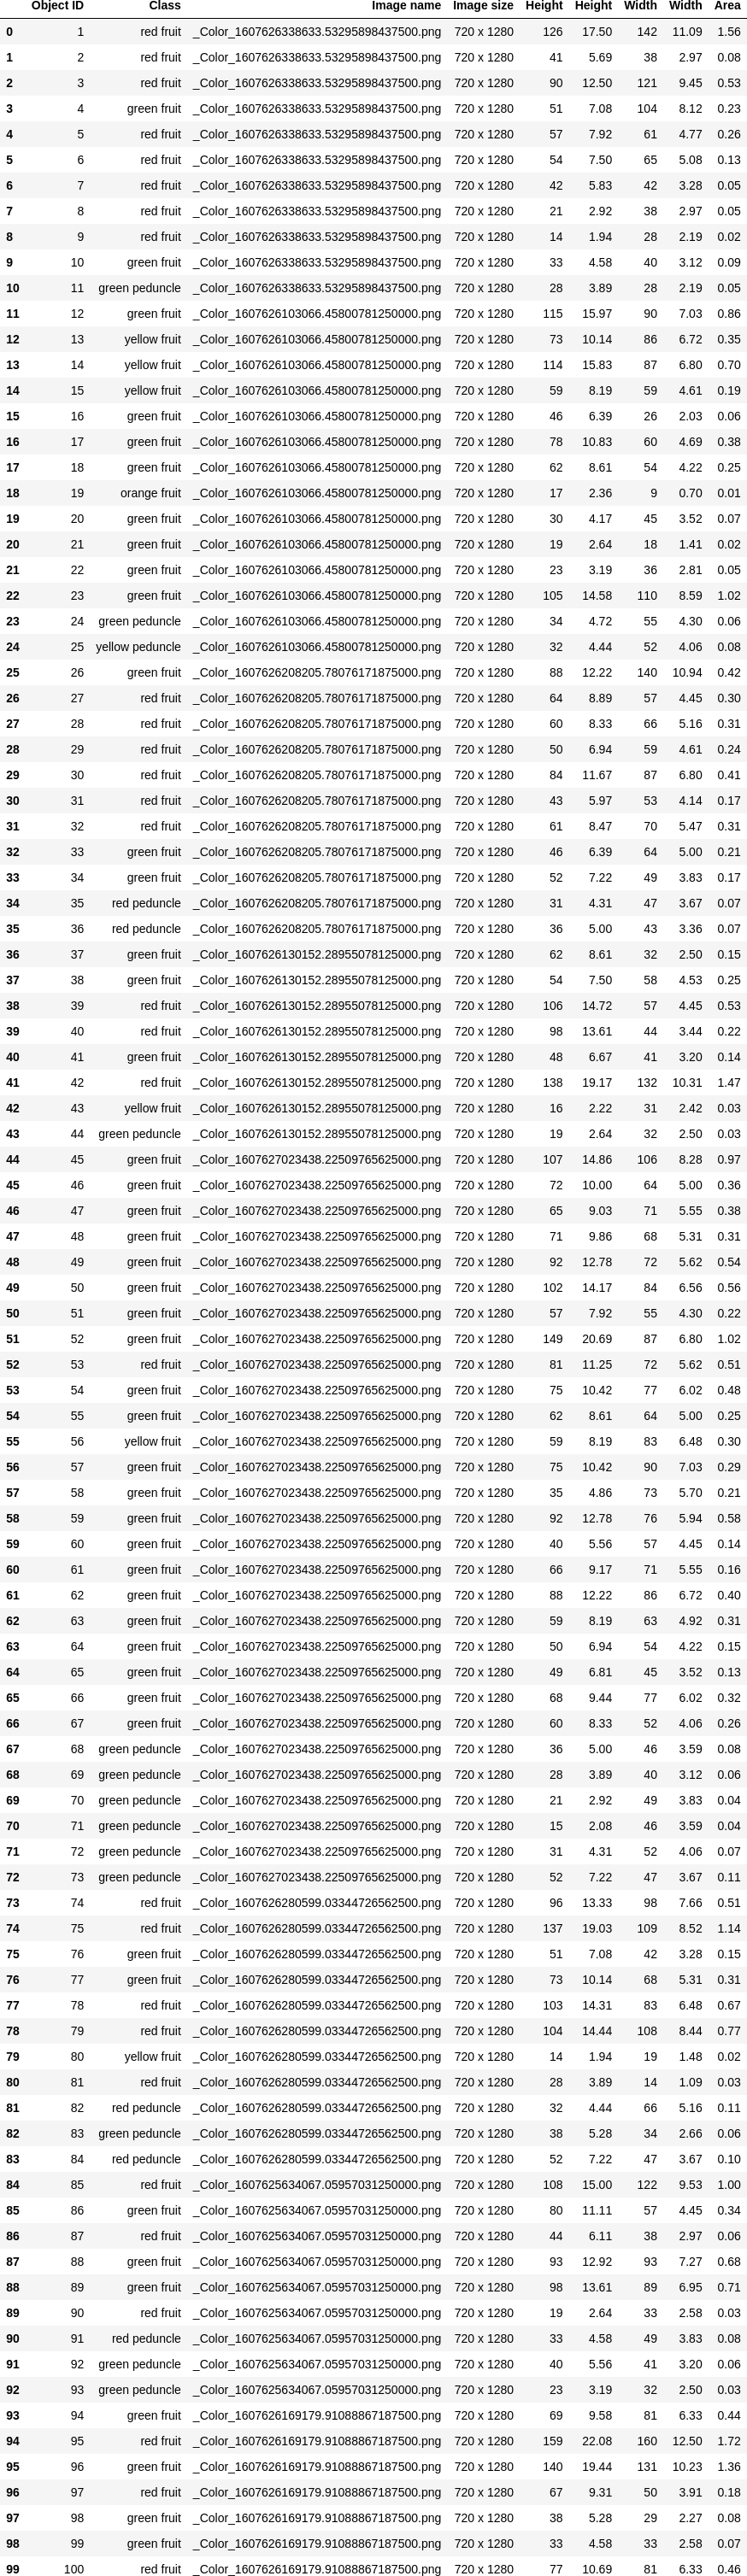 Object ID Class Image name Image size Height Height Width Width Area
0 1 red fruit _Color_1607626338633.53295898437500.png 720 x 1280 126 17.50 142 11.09 1.56
1 2 red fruit _Color_1607626338633.53295898437500.png 720 x 1280 41 5.69 38 2.97 0.08
2 3 red fruit _Color_1607626338633.53295898437500.png 720 x 1280 90 12.50 121 9.45 0.53
3 4 green fruit _Color_1607626338633.53295898437500.png 720 x 1280 51 7.08 104 8.12 0.23
4 5 red fruit _Color_1607626338633.53295898437500.png 720 x 1280 57 7.92 61 4.77 0.26
5 6 red fruit _Color_1607626338633.53295898437500.png 720 x 1280 54 7.50 65 5.08 0.13
6 7 red fruit _Color_1607626338633.53295898437500.png 720 x 1280 42 5.83 42 3.28 0.05
7 8 red fruit _Color_1607626338633.53295898437500.png 720 x 1280 21 2.92 38 2.97 0.05
8 9 red fruit _Color_1607626338633.53295898437500.png 720 x 1280 14 1.94 28 2.19 0.02
9 10 green fruit _Color_1607626338633.53295898437500.png 720 x 1280 33 4.58 40 3.12 0.09
10 11 green peduncle _Color_1607626338633.53295898437500.png 720 x 1280 28 3.89 28 2.19 0.05
11 12 green fruit _Color_1607626103066.45800781250000.png 720 x 1280 115 15.97 90 7.03 0.86
12 13 yellow fruit _Color_1607626103066.45800781250000.png 720 x 1280 73 10.14 86 6.72 0.35
13 14 yellow fruit _Color_1607626103066.45800781250000.png 720 x 1280 114 15.83 87 6.80 0.70
14 15 yellow fruit _Color_1607626103066.45800781250000.png 720 x 1280 59 8.19 59 4.61 0.19
15 16 green fruit _Color_1607626103066.45800781250000.png 720 x 1280 46 6.39 26 2.03 0.06
16 17 green fruit _Color_1607626103066.45800781250000.png 720 x 1280 78 10.83 60 4.69 0.38
17 18 green fruit _Color_1607626103066.45800781250000.png 720 x 1280 62 8.61 54 4.22 0.25
18 19 orange fruit _Color_1607626103066.45800781250000.png 720 x 1280 17 2.36 9 0.70 0.01
19 20 green fruit _Color_1607626103066.45800781250000.png 720 x 1280 30 4.17 45 3.52 0.07
20 21 green fruit _Color_1607626103066.45800781250000.png 720 x 1280 19 2.64 18 1.41 0.02
21 22 green fruit _Color_1607626103066.45800781250000.png 720 x 1280 23 3.19 36 2.81 0.05
22 23 green fruit _Color_1607626103066.45800781250000.png 720 x 1280 105 14.58 110 8.59 1.02
23 24 green peduncle _Color_1607626103066.45800781250000.png 720 x 1280 34 4.72 55 4.30 0.06
24 25 yellow peduncle _Color_1607626103066.45800781250000.png 720 x 1280 32 4.44 52 4.06 0.08
25 26 green fruit _Color_1607626208205.78076171875000.png 720 x 1280 88 12.22 140 10.94 0.42
26 27 red fruit _Color_1607626208205.78076171875000.png 720 x 1280 64 8.89 57 4.45 0.30
27 28 red fruit _Color_1607626208205.78076171875000.png 720 x 1280 60 8.33 66 5.16 0.31
28 29 red fruit _Color_1607626208205.78076171875000.png 720 x 1280 50 6.94 59 4.61 0.24
29 30 red fruit _Color_1607626208205.78076171875000.png 720 x 1280 84 11.67 87 6.80 0.41
30 31 red fruit _Color_1607626208205.78076171875000.png 720 x 1280 43 5.97 53 4.14 0.17
31 32 red fruit _Color_1607626208205.78076171875000.png 720 x 1280 61 8.47 70 5.47 0.31
32 33 green fruit _Color_1607626208205.78076171875000.png 720 x 1280 46 6.39 64 5.00 0.21
33 34 green fruit _Color_1607626208205.78076171875000.png 720 x 1280 52 7.22 49 3.83 0.17
34 35 red peduncle _Color_1607626208205.78076171875000.png 720 x 1280 31 4.31 47 3.67 0.07
35 36 red peduncle _Color_1607626208205.78076171875000.png 720 x 1280 36 5.00 43 3.36 0.07
36 37 green fruit _Color_1607626130152.28955078125000.png 720 x 1280 62 8.61 32 2.50 0.15
37 38 green fruit _Color_1607626130152.28955078125000.png 720 x 1280 54 7.50 58 4.53 0.25
38 39 red fruit _Color_1607626130152.28955078125000.png 720 x 1280 106 14.72 57 4.45 0.53
39 40 red fruit _Color_1607626130152.28955078125000.png 720 x 1280 98 13.61 44 3.44 0.22
40 41 green fruit _Color_1607626130152.28955078125000.png 720 x 1280 48 6.67 41 3.20 0.14
41 42 red fruit _Color_1607626130152.28955078125000.png 720 x 1280 138 19.17 132 10.31 1.47
42 43 yellow fruit _Color_1607626130152.28955078125000.png 720 x 1280 16 2.22 31 2.42 0.03
43 44 green peduncle _Color_1607626130152.28955078125000.png 720 x 1280 19 2.64 32 2.50 0.03
44 45 green fruit _Color_1607627023438.22509765625000.png 720 x 1280 107 14.86 106 8.28 0.97
45 46 green fruit _Color_1607627023438.22509765625000.png 720 x 1280 72 10.00 64 5.00 0.36
46 47 green fruit _Color_1607627023438.22509765625000.png 720 x 1280 65 9.03 71 5.55 0.38
47 48 green fruit _Color_1607627023438.22509765625000.png 720 x 1280 71 9.86 68 5.31 0.31
48 49 green fruit _Color_1607627023438.22509765625000.png 720 x 1280 92 12.78 72 5.62 0.54
49 50 green fruit _Color_1607627023438.22509765625000.png 720 x 1280 102 14.17 84 6.56 0.56
50 51 green fruit _Color_1607627023438.22509765625000.png 720 x 1280 57 7.92 55 4.30 0.22
51 52 green fruit _Color_1607627023438.22509765625000.png 720 x 1280 149 20.69 87 6.80 1.02
52 53 red fruit _Color_1607627023438.22509765625000.png 720 x 1280 81 11.25 72 5.62 0.51
53 54 green fruit _Color_1607627023438.22509765625000.png 720 x 1280 75 10.42 77 6.02 0.48
54 55 green fruit _Color_1607627023438.22509765625000.png 720 x 1280 62 8.61 64 5.00 0.25
55 56 yellow fruit _Color_1607627023438.22509765625000.png 720 x 1280 59 8.19 83 6.48 0.30
56 57 green fruit _Color_1607627023438.22509765625000.png 720 x 1280 75 10.42 90 7.03 0.29
57 58 green fruit _Color_1607627023438.22509765625000.png 720 x 1280 35 4.86 73 5.70 0.21
58 59 green fruit _Color_1607627023438.22509765625000.png 720 x 1280 92 12.78 76 5.94 0.58
59 60 green fruit _Color_1607627023438.22509765625000.png 720 x 1280 40 5.56 57 4.45 0.14
60 61 green fruit _Color_1607627023438.22509765625000.png 720 x 1280 66 9.17 71 5.55 0.16
61 62 green fruit _Color_1607627023438.22509765625000.png 720 x 1280 88 12.22 86 6.72 0.40
62 63 green fruit _Color_1607627023438.22509765625000.png 720 x 1280 59 8.19 63 4.92 0.31
63 64 green fruit _Color_1607627023438.22509765625000.png 720 x 1280 50 6.94 54 4.22 0.15
64 65 green fruit _Color_1607627023438.22509765625000.png 720 x 1280 49 6.81 45 3.52 0.13
65 66 green fruit _Color_1607627023438.22509765625000.png 720 x 1280 68 9.44 77 6.02 0.32
66 67 green fruit _Color_1607627023438.22509765625000.png 720 x 1280 60 8.33 52 4.06 0.26
67 68 green peduncle _Color_1607627023438.22509765625000.png 720 x 1280 36 5.00 46 3.59 0.08
68 69 green peduncle _Color_1607627023438.22509765625000.png 720 x 1280 28 3.89 40 3.12 0.06
69 70 green peduncle _Color_1607627023438.22509765625000.png 720 x 1280 21 2.92 49 3.83 0.04
70 71 green peduncle _Color_1607627023438.22509765625000.png 720 x 1280 15 2.08 46 3.59 0.04
71 72 green peduncle _Color_1607627023438.22509765625000.png 720 x 1280 31 4.31 52 4.06 0.07
72 73 green peduncle _Color_1607627023438.22509765625000.png 720 x 1280 52 7.22 47 3.67 0.11
73 74 red fruit _Color_1607626280599.03344726562500.png 720 x 1280 96 13.33 98 7.66 0.51
74 75 red fruit _Color_1607626280599.03344726562500.png 720 x 1280 137 19.03 109 8.52 1.14
75 76 green fruit _Color_1607626280599.03344726562500.png 720 x 1280 51 7.08 42 3.28 0.15
76 77 green fruit _Color_1607626280599.03344726562500.png 720 x 1280 73 10.14 68 5.31 0.31
77 78 red fruit _Color_1607626280599.03344726562500.png 720 x 1280 103 14.31 83 6.48 0.67
78 79 red fruit _Color_1607626280599.03344726562500.png 720 x 1280 104 14.44 108 8.44 0.77
79 80 yellow fruit _Color_1607626280599.03344726562500.png 720 x 1280 14 1.94 19 1.48 0.02
80 81 red fruit _Color_1607626280599.03344726562500.png 720 x 1280 28 3.89 14 1.09 0.03
81 82 red peduncle _Color_1607626280599.03344726562500.png 720 x 1280 32 4.44 66 5.16 0.11
82 83 green peduncle _Color_1607626280599.03344726562500.png 720 x 1280 38 5.28 34 2.66 0.06
83 84 red peduncle _Color_1607626280599.03344726562500.png 720 x 1280 52 7.22 47 3.67 0.10
84 85 red fruit _Color_1607625634067.05957031250000.png 720 x 1280 108 15.00 122 9.53 1.00
85 86 green fruit _Color_1607625634067.05957031250000.png 720 x 1280 80 11.11 57 4.45 0.34
86 87 red fruit _Color_1607625634067.05957031250000.png 720 x 1280 44 6.11 38 2.97 0.06
87 88 green fruit _Color_1607625634067.05957031250000.png 720 x 1280 93 12.92 93 7.27 0.68
88 89 green fruit _Color_1607625634067.05957031250000.png 720 x 1280 98 13.61 89 6.95 0.71
89 90 red fruit _Color_1607625634067.05957031250000.png 720 x 1280 19 2.64 33 2.58 0.03
90 91 red peduncle _Color_1607625634067.05957031250000.png 720 x 1280 33 4.58 49 3.83 0.08
91 92 green peduncle _Color_1607625634067.05957031250000.png 720 x 1280 40 5.56 41 3.20 0.06
92 93 green peduncle _Color_1607625634067.05957031250000.png 720 x 1280 23 3.19 32 2.50 0.03
93 94 green fruit _Color_1607626169179.91088867187500.png 720 x 1280 69 9.58 81 6.33 0.44
94 95 red fruit _Color_1607626169179.91088867187500.png 720 x 1280 159 22.08 160 12.50 1.72
95 96 green fruit _Color_1607626169179.91088867187500.png 720 x 1280 140 19.44 131 10.23 1.36
96 97 red fruit _Color_1607626169179.91088867187500.png 720 x 1280 67 9.31 50 3.91 0.18
97 98 green fruit _Color_1607626169179.91088867187500.png 720 x 1280 38 5.28 29 2.27 0.08
98 99 green fruit _Color_1607626169179.91088867187500.png 720 x 1280 33 4.58 33 2.58 0.07
99 100 red fruit _Color_1607626169179.91088867187500.png 720 x 1280 77 10.69 81 6.33 0.46